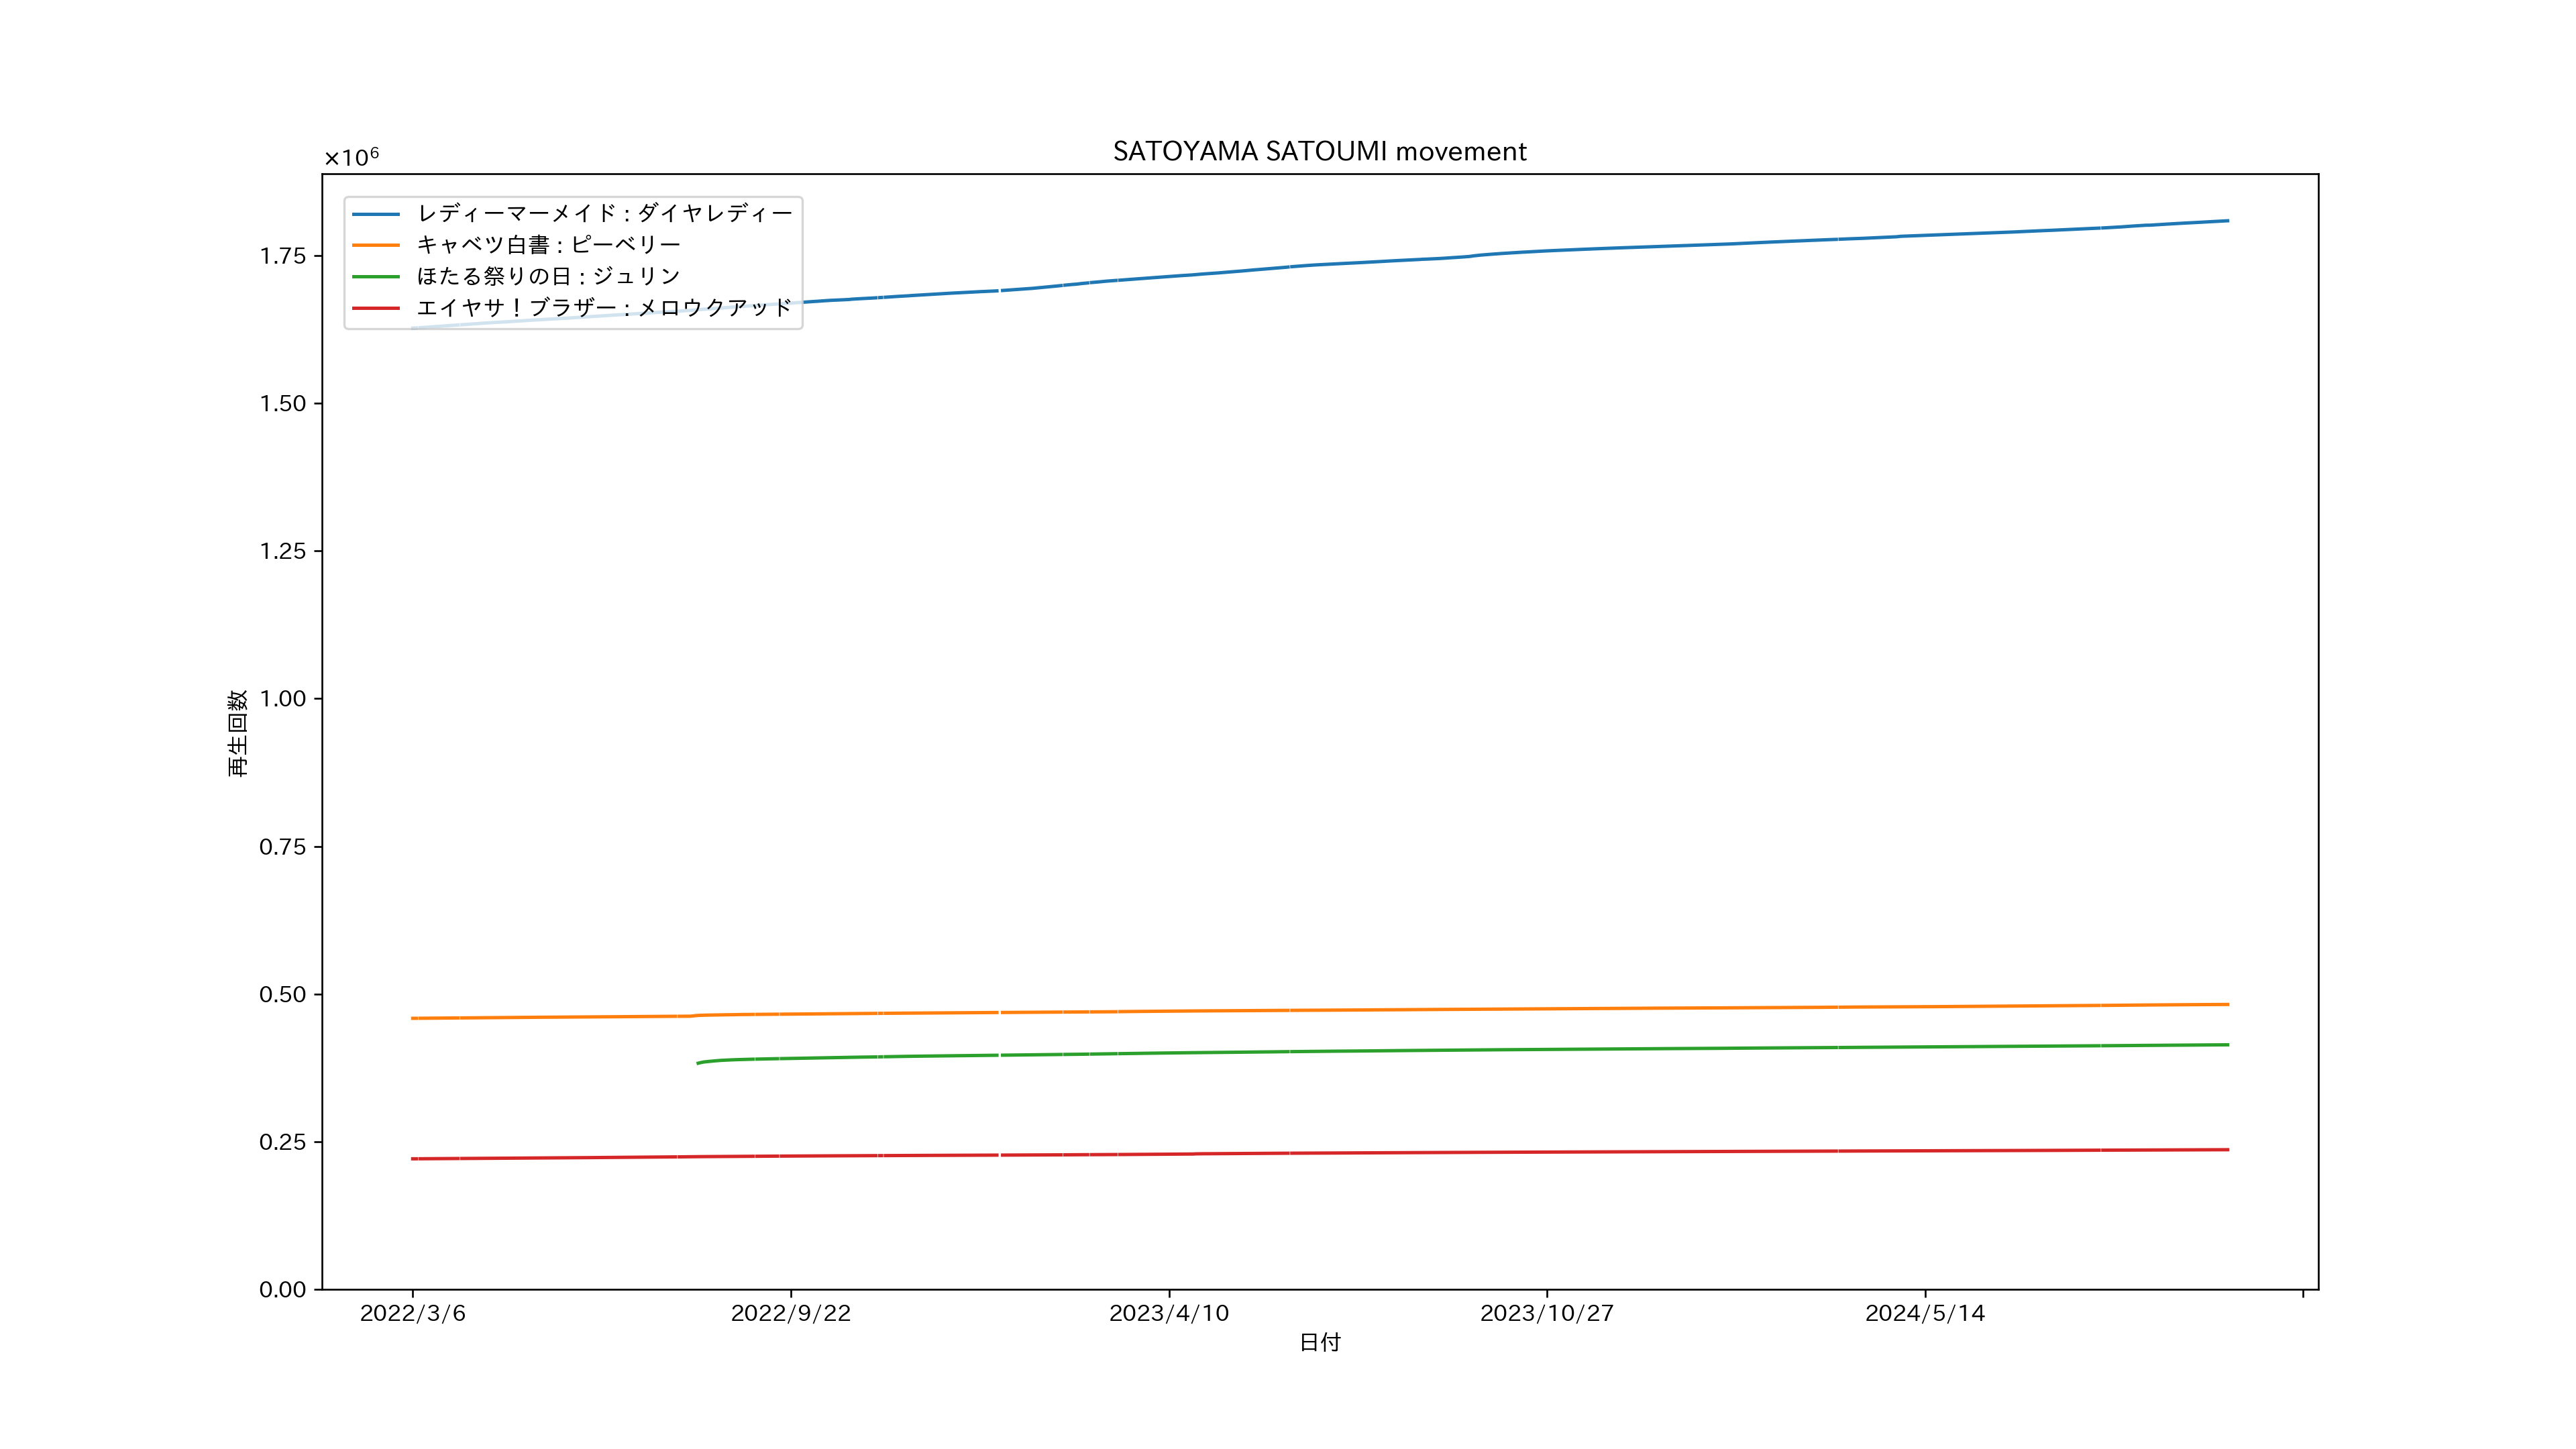 SATOYAMA SATOUMI movement
×10⁶
レディーマーメイド : ダイヤレディー
キャベツ白書 : ピーベリー
ほたる祭りの日 : ジュリン
エイヤサ！ブラザー : メロウクアッド
1.75
1.50
1.25
1.00
0.75
0.50
0.25
0.00
再生回数
2022/3/6 2022/9/22 2023/4/10 2023/10/27 2024/5/14
日付